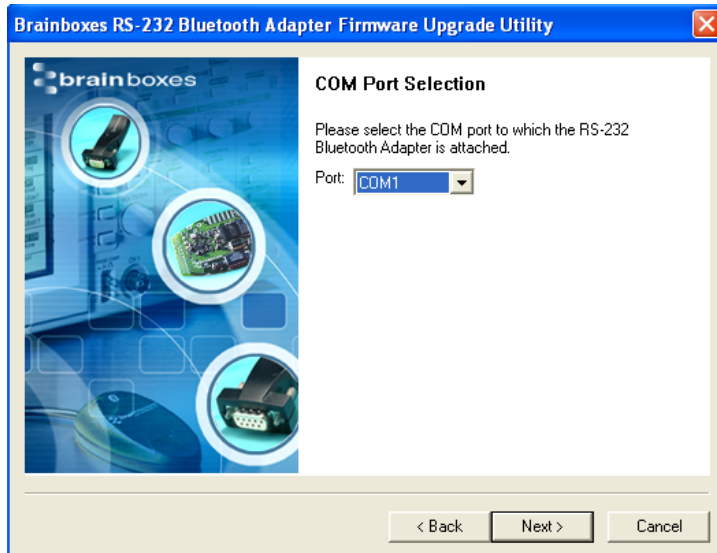 Brainboxes RS-232 Bluetooth Adapter Firmware Upgrade Utility
brainboxes
COM Port Selection
Please select the COM port to which the RS-232
Bluetooth Adapter is attached.
Port: COM1
< Back Next > Cancel